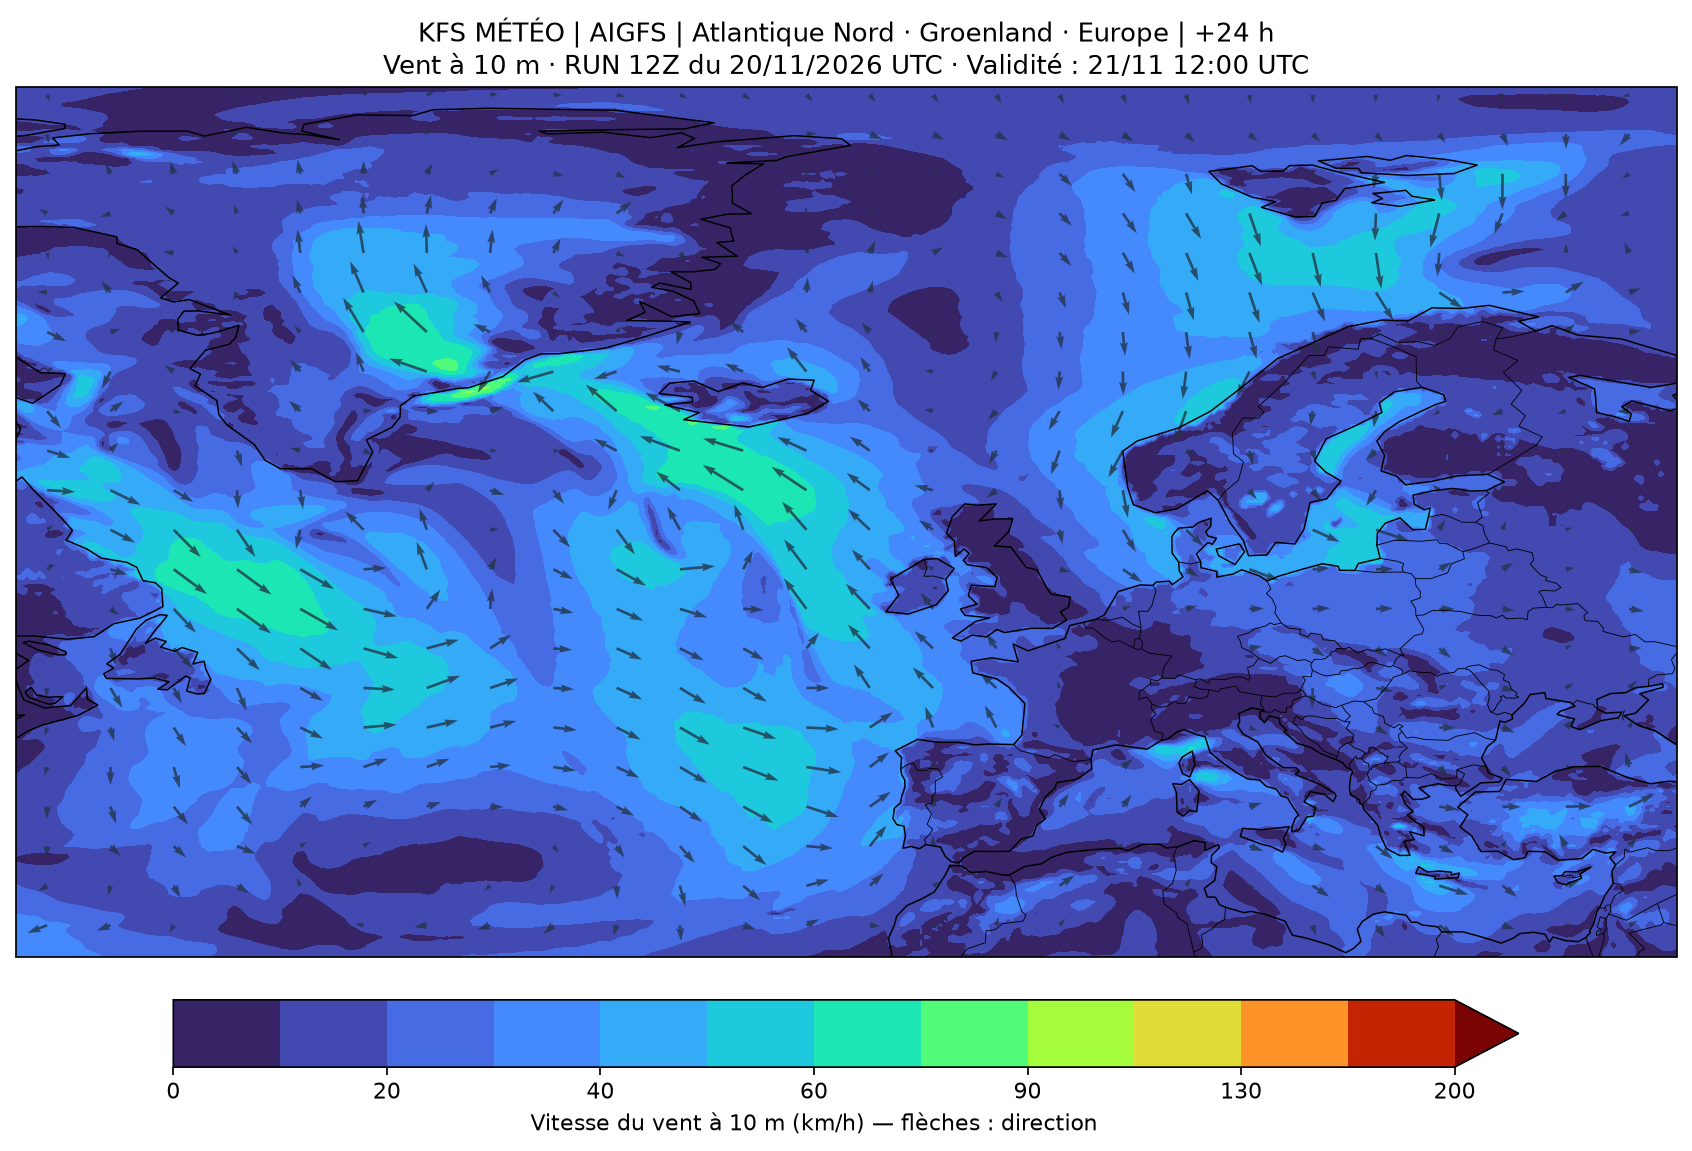 KFS MÉTÉO | AIGFS | Atlantique Nord · Groenland · Europe | +24 h
Vent à 10 m · RUN 12Z du 20/11/2026 UTC · Validité : 21/11 12:00 UTC
0 20 40 60 90 130 200
Vitesse du vent à 10 m (km/h) — flèches : direction